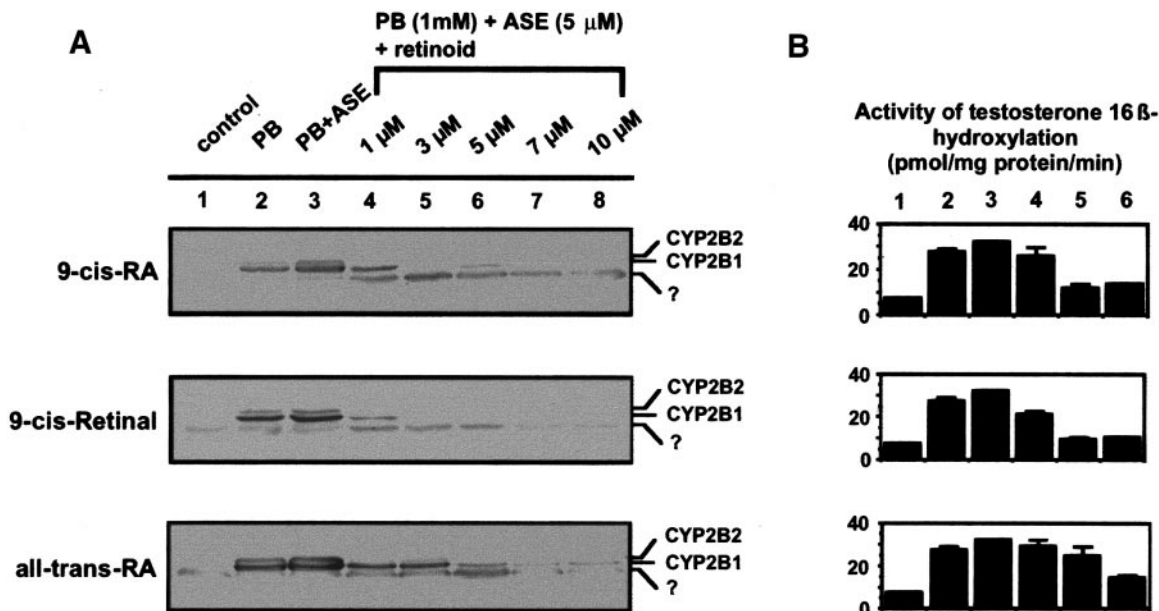 A
PB (1mM) + ASE (5 μM)
+ retinoid
control
PB
PB+ASE
1 μM
3 μM
5 μM
7 μM
10 μM
1 2 3 4 5 6 7 8
9-cis-RA
CYP2B2
CYP2B1
?
9-cis-Retinal
CYP2B2
CYP2B1
?
all-trans-RA
CYP2B2
CYP2B1
?
B
Activity of testosterone 16ß-
hydroxylation
(pmol/mg protein/min)
1 2 3 4 5 6
40
20
0
40
20
0
40
20
0